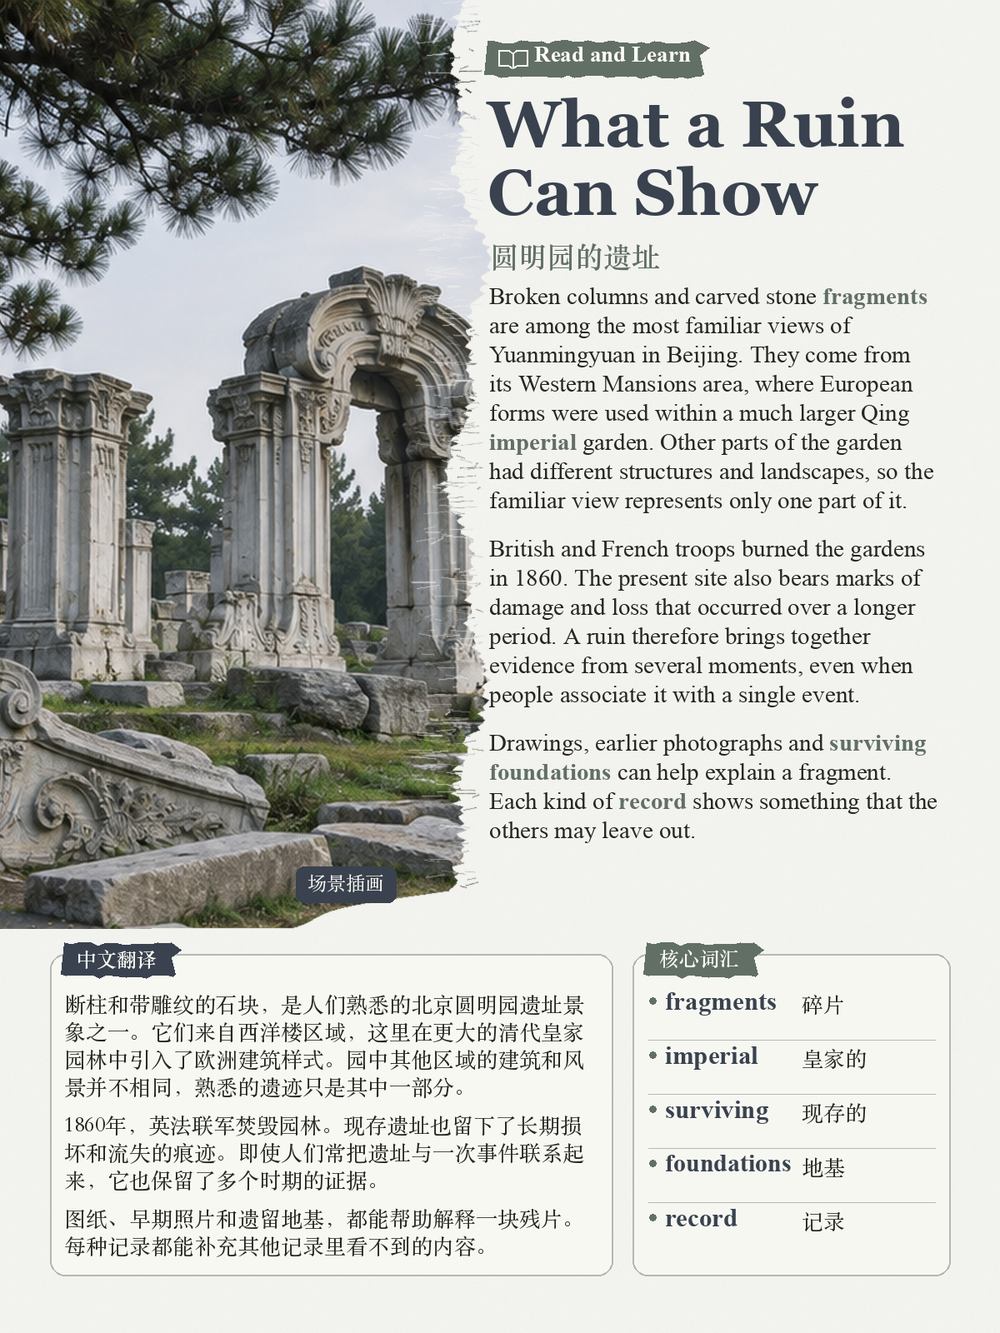 Read and Learn
What a Ruin
Can Show
圆明园的遗址
Broken columns and carved stone fragments
are among the most familiar views of
Yuanmingyuan in Beijing. They come from
its Western Mansions area, where European
forms were used within a much larger Qing
imperial garden. Other parts of the garden
had different structures and landscapes, so the
familiar view represents only one part of it.
British and French troops burned the gardens
in 1860. The present site also bears marks of
damage and loss that occurred over a longer
period. A ruin therefore brings together
evidence from several moments, even when
people associate it with a single event.
Drawings, earlier photographs and surviving
foundations can help explain a fragment.
Each kind of record shows something that the
others may leave out.
场景插画
中文翻译
断柱和带雕纹的石块，是人们熟悉的北京圆明园遗址景
象之一。它们来自西洋楼区域，这里在更大的清代皇家
园林中引入了欧洲建筑样式。园中其他区域的建筑和风
景并不相同，熟悉的遗迹只是其中一部分。
1860年，英法联军焚毁园林。现存遗址也留下了长期损
坏和流失的痕迹。即使人们常把遗址与一次事件联系起
来，它也保留了多个时期的证据。
图纸、早期照片和遗留地基，都能帮助解释一块残片。
每种记录都能补充其他记录里看不到的内容。
核心词汇
• fragments 碎片
• imperial 皇家的
• surviving 现存的
• foundations 地基
• record 记录